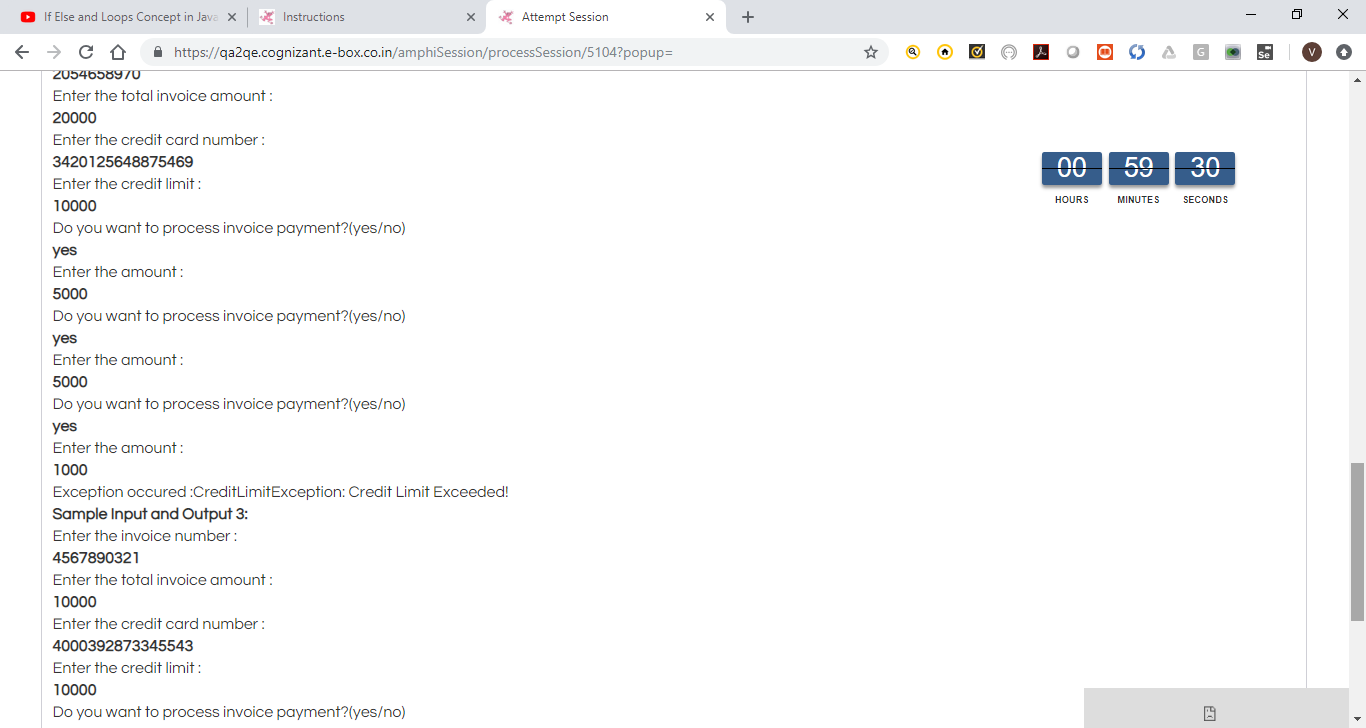 If Else and Loops Concept in Java
Instructions
Attempt Session
https://qa2qe.cognizant.e-box.co.in/amphiSession/processSession/5104?popup=
G
Se
V
2054658970
Enter the total invoice amount :
20000
Enter the credit card number :
3420125648875469
Enter the credit limit :
10000
Do you want to process invoice payment?(yes/no)
yes
Enter the amount :
5000
Do you want to process invoice payment?(yes/no)
yes
Enter the amount :
5000
Do you want to process invoice payment?(yes/no)
yes
Enter the amount :
1000
Exception occured :CreditLimitException: Credit Limit Exceeded!
Sample Input and Output 3:
Enter the invoice number :
4567890321
Enter the total invoice amount :
10000
Enter the credit card number :
4000392873345543
Enter the credit limit :
10000
Do you want to process invoice payment?(yes/no)
00 59 30
HOURS MINUTES SECONDS